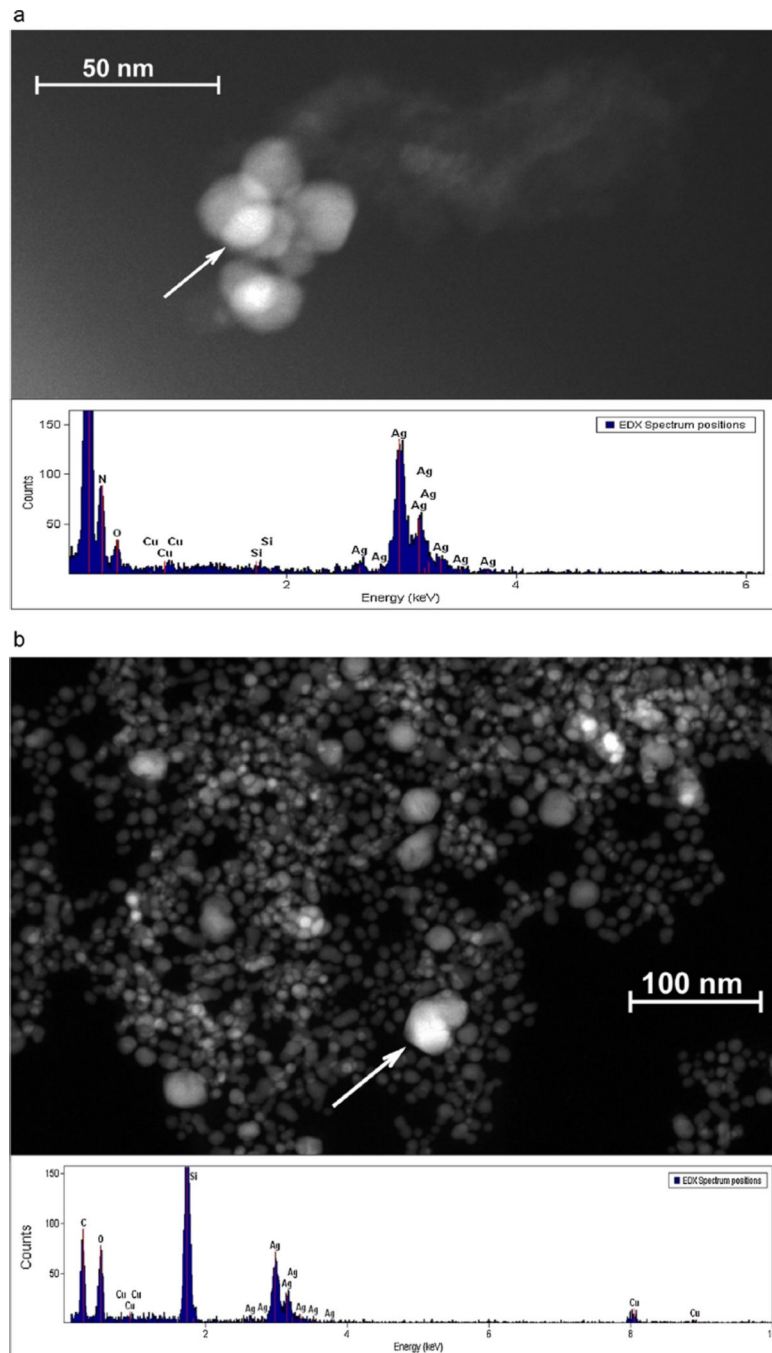 a
50 nm
150
100
50
Counts
N
O
Cu Cu
Cu
Si
Si
Ag
Ag
Ag
Ag
Ag
Ag
Ag
Ag
Ag
EDX Spectrum positions
2 4 6
Energy (keV)
b
100 nm
150
100
50
Counts
C
O
Cu Cu
Cu
Si
Ag
Ag
Ag
Ag
Ag
Ag
Ag
Ag
Cu
Cu
EDX Spectrum positions
2 4 6 8 1
Energy (keV)